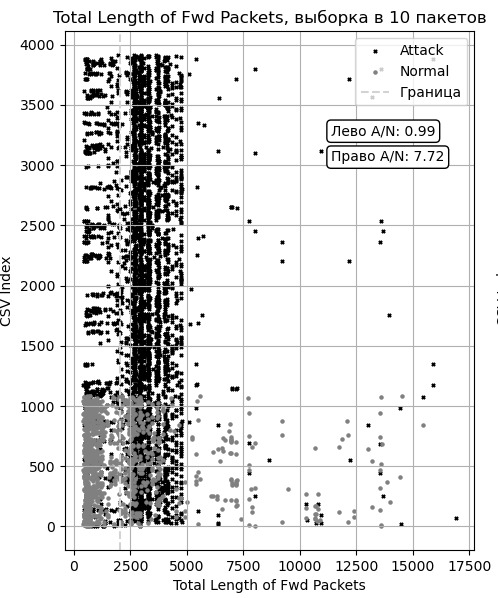 Total Length of Fwd Packets, выборка в 10 пакетов
4000
3500
3000
2500
2000
1500
1000
500
0
CSV Index
Attack
Normal
Граница
Лево A/N: 0.99
Право A/N: 7.72
0 2500 5000 7500 10000 12500 15000 17500
Total Length of Fwd Packets